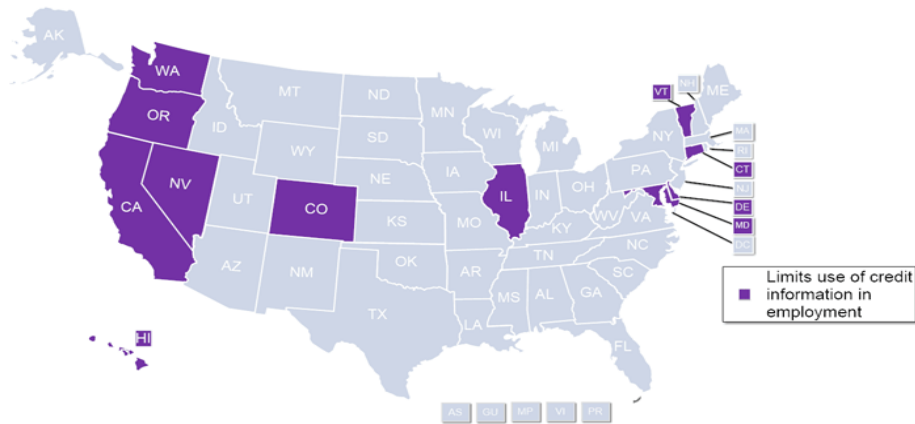 AK
WA
MT
ND
MN
VT
NH
ME
OR
ID
SD
WI
MI
NY
MA
RI
WY
CT
NV
NE
IA
PA
NJ
CA
UT
CO
IL
IN
OH
DE
KS
MO
KY
WV
VA
MD
DC
AZ
NM
OK
AR
TN
NC
SC
MS
AL
GA
TX
LA
FL
HI
AS
GU
MP
VI
PR
Limits use of credit
information in
employment